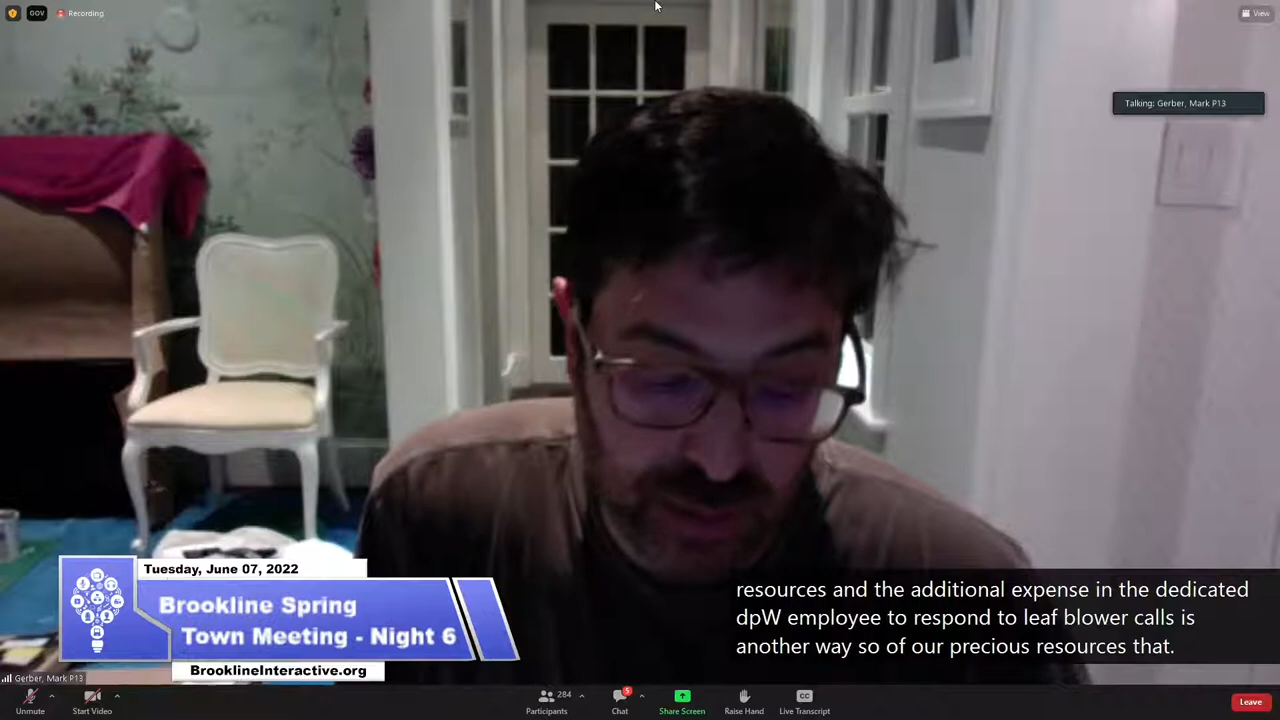 GOV
Recording
View
Talking: Gerber, Mark P13
Tuesday, June 07, 2022
Brookline Spring
Town Meeting - Night 6
BrooklineInteractive.org
resources and the additional expense in the dedicated
dpW employee to respond to leaf blower calls is
another way so of our precious resources that.
Gerber, Mark P13
Unmute
Start Video
284
Participants
5
Chat
Share Screen
Raise Hand
CC
Live Transcript
Leave